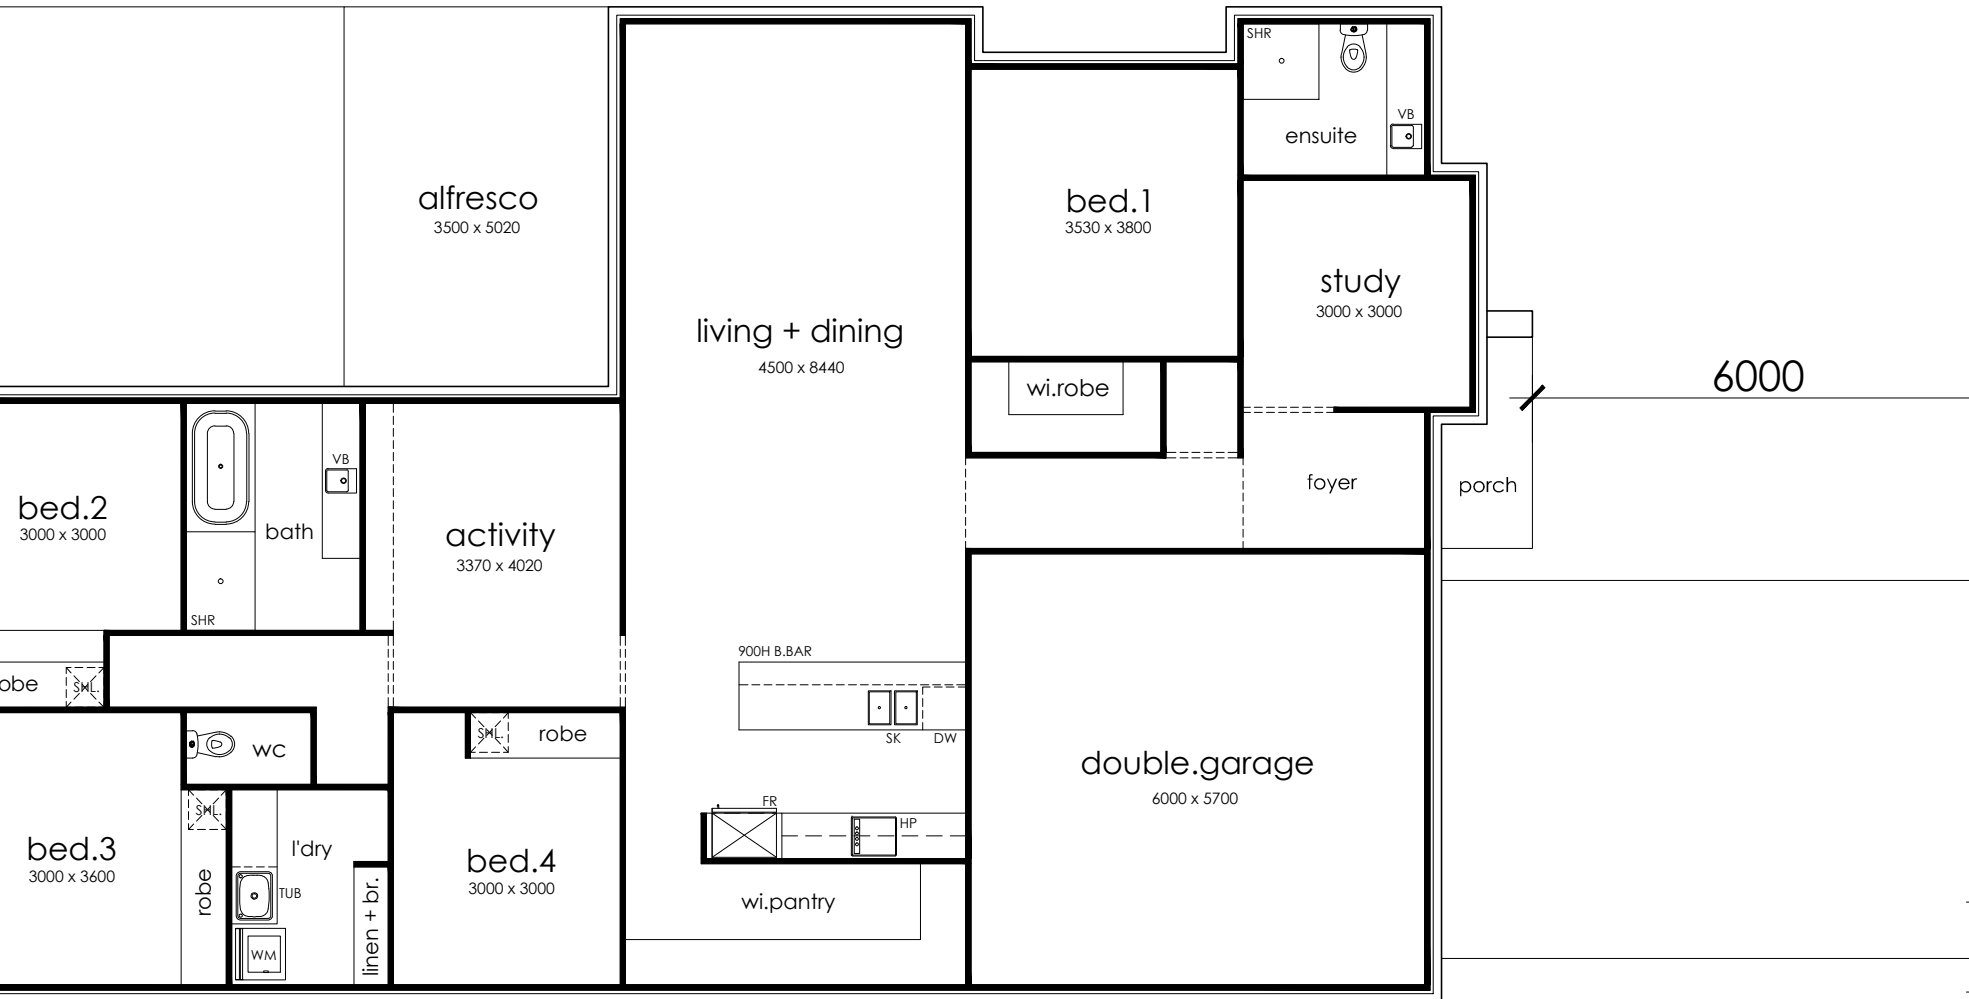 SHR
VB
ensuite
alfresco
3500 x 5020
bed.1
3530 x 3800
study
3000 x 3000
living + dining
4500 x 8440
wi.robe
6000
VB
bed.2
3000 x 3000
bath
activity
3370 x 4020
foyer
porch
SHR
900H B.BAR
obe
SHL.
SHL.
robe
SK
DW
wc
double.garage
6000 x 5700
FR
HP
SHL.
bed.3
3000 x 3600
l'dry
bed.4
3000 x 3000
robe
TUB
linen + br.
wi.pantry
WM